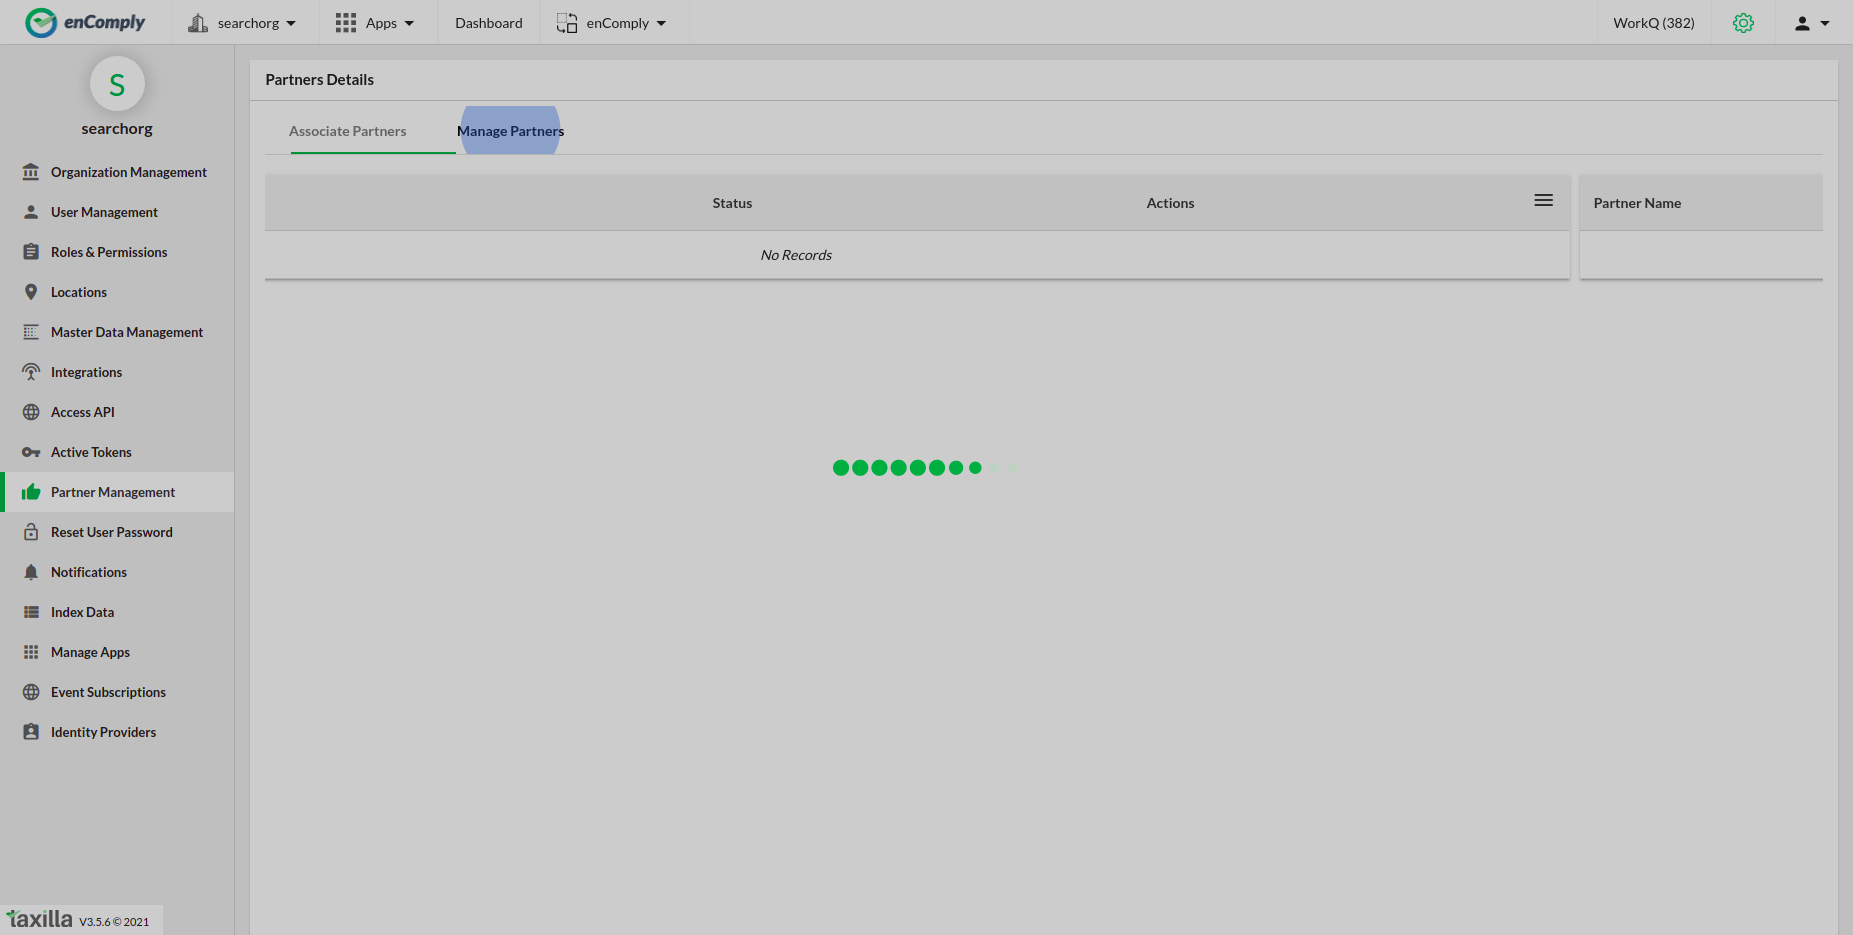 enComply
searchorg
Apps
Dashboard
enComply
WorkQ (382)
S
searchorg
Organization Management
User Management
Roles & Permissions
Locations
Master Data Management
Integrations
Access API
Active Tokens
Partner Management
Reset User Password
Notifications
Index Data
Manage Apps
Event Subscriptions
Identity Providers
taxilla V3.5.6 © 2021
Partners Details
Associate Partners
Manage Partners
Status
Actions
Partner Name
No Records